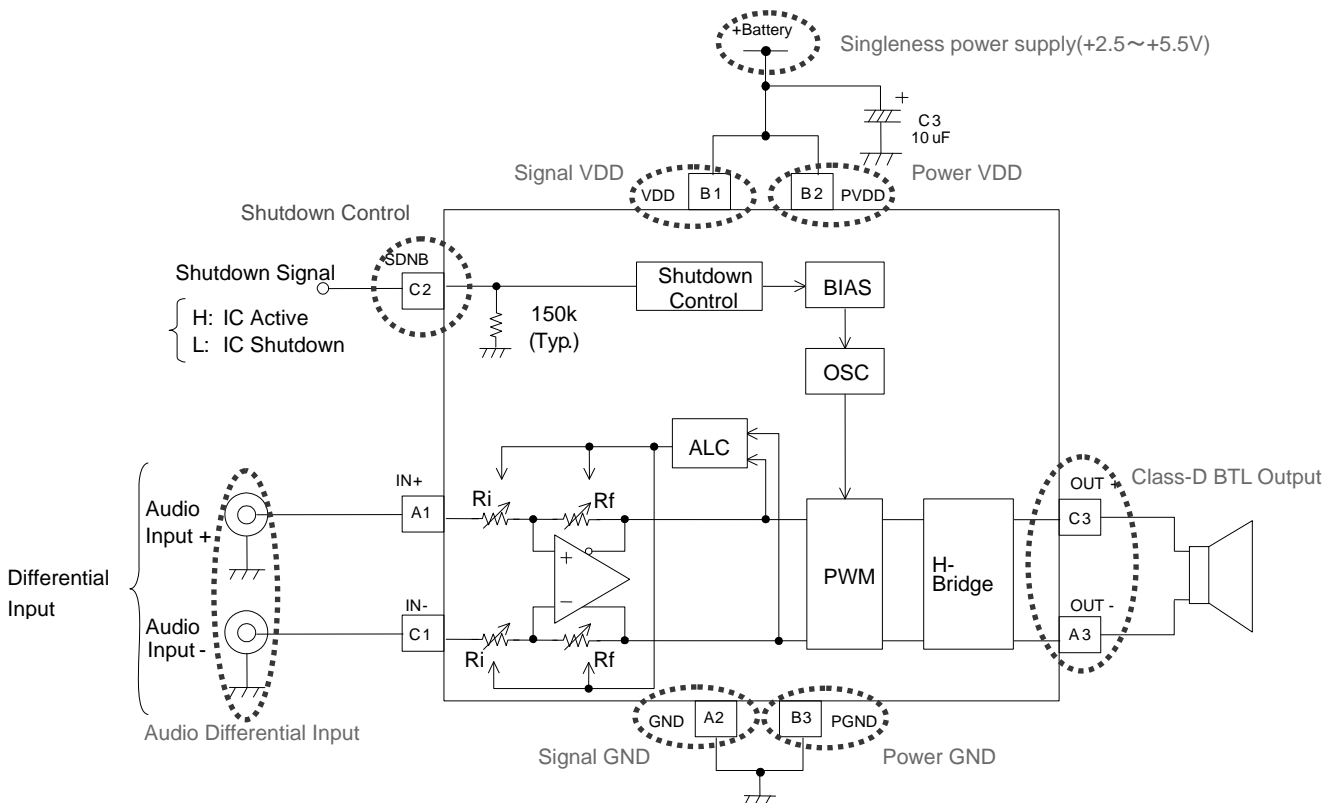 +Battery
Singleness power supply(+2.5～+5.5V)
+
C3
10 uF
Signal VDD
Power VDD
VDD
B1
B2
PVDD
Shutdown Control
SDNB
Shutdown Signal
C2
H: IC Active
L: IC Shutdown
150k
(Typ.)
Shutdown
Control
BIAS
OSC
ALC
Class-D BTL Output
IN+
A1
Ri
Rf
OUT +
C3
Audio
Input +
+
−
PWM
H-
Bridge
Differential
Input
Audio
Input -
IN-
C1
Ri
Rf
OUT -
A3
Audio Differential Input
GND
A2
B3
PGND
Signal GND
Power GND